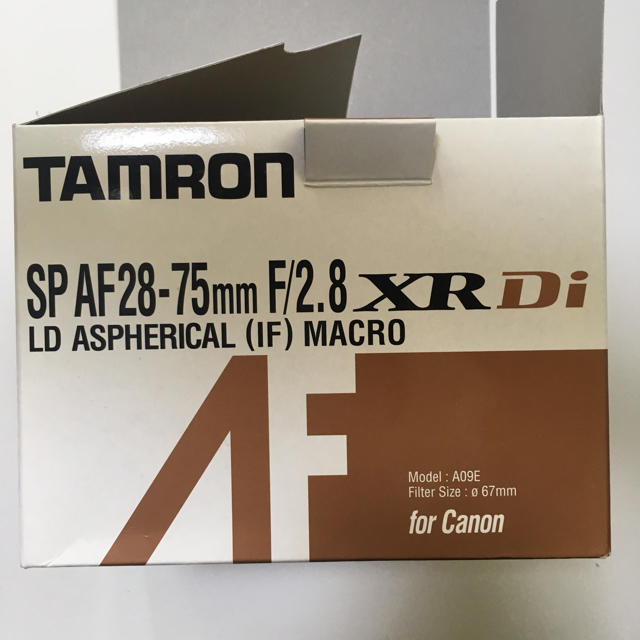 TAMRON
SP AF28-75mm F/2.8 XR Di
LD ASPHERICAL (IF) MACRO
AF
Model : A09E
Filter Size : ø 67mm
for Canon